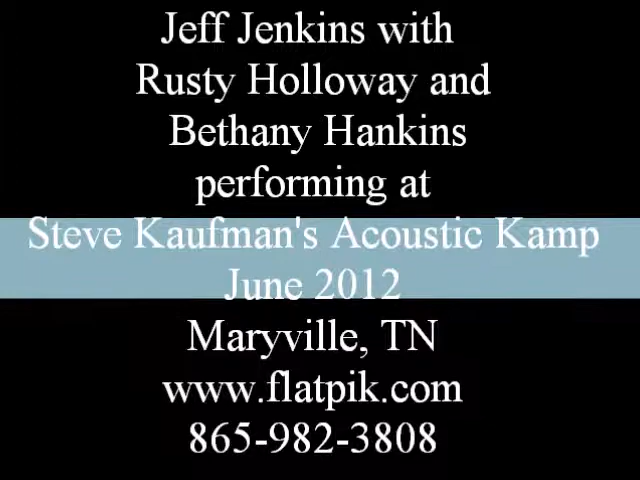 Jeff Jenkins with
Rusty Holloway and
Bethany Hankins
performing at
Steve Kaufman's Acoustic Kamp
June 2012
Maryville, TN
www.flatpik.com
865-982-3808